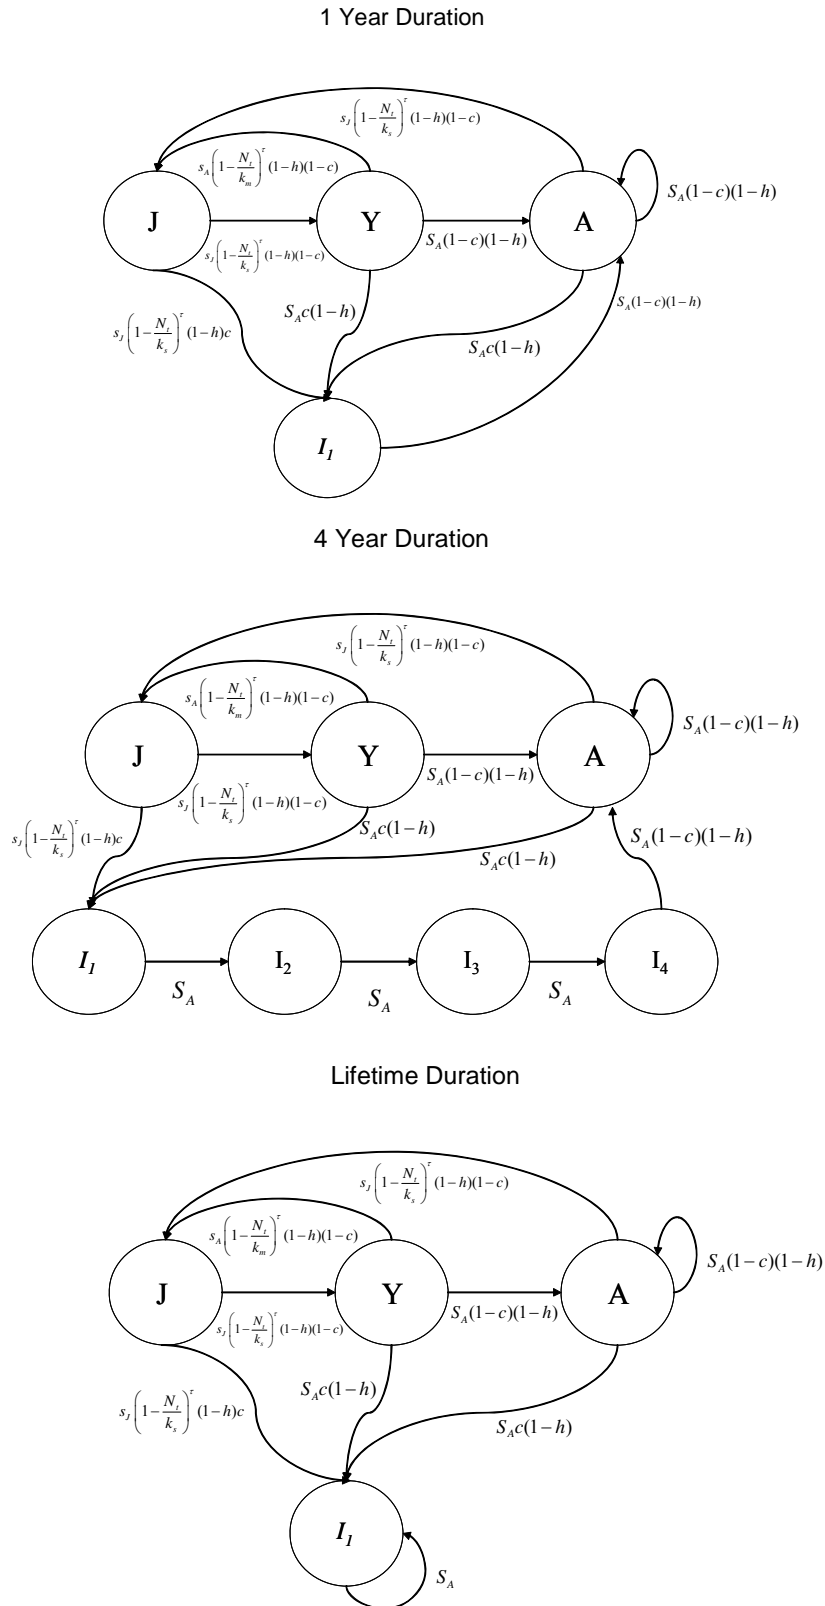 1 Year Duration
s_J(1-N_t/k_s)^τ(1-h)(1-c)
s_A(1-N_t/k_m)^τ(1-h)(1-c)
S_A(1-c)(1-h)
J
Y
A
S_A(1-c)(1-h)
s_J(1-N_t/k_s)^τ(1-h)(1-c)
S_A(1-c)(1-h)
S_Ac(1-h)
s_J(1-N_t/k_s)^τ(1-h)c
S_Ac(1-h)
I_1
4 Year Duration
s_J(1-N_t/k_s)^τ(1-h)(1-c)
s_A(1-N_t/k_m)^τ(1-h)(1-c)
S_A(1-c)(1-h)
J
Y
A
S_A(1-c)(1-h)
s_J(1-N_t/k_s)^τ(1-h)(1-c)
S_Ac(1-h)
s_J(1-N_t/k_s)^τ(1-h)c
S_A(1-c)(1-h)
S_Ac(1-h)
I_1
I_2
I_3
I_4
S_A
S_A
S_A
Lifetime Duration
s_J(1-N_t/k_s)^τ(1-h)(1-c)
s_A(1-N_t/k_m)^τ(1-h)(1-c)
S_A(1-c)(1-h)
J
Y
A
S_A(1-c)(1-h)
s_J(1-N_t/k_s)^τ(1-h)(1-c)
S_Ac(1-h)
s_J(1-N_t/k_s)^τ(1-h)c
S_Ac(1-h)
I_1
S_A